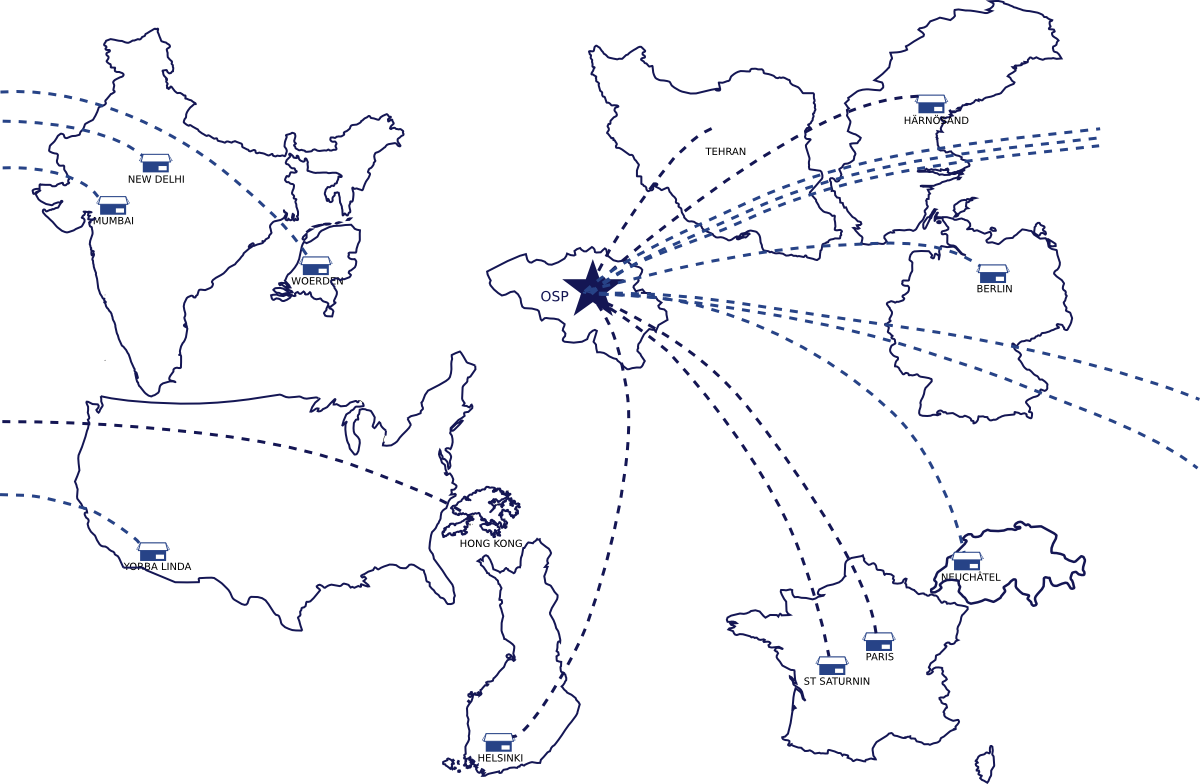 HÄRNÖSAND
TEHRAN
NEW DELHI
MUMBAI
WOERDEN
OSP
BERLIN
HONG KONG
YORBA LINDA
NEUCHÂTEL
PARIS
ST SATURNIN
HELSINKI